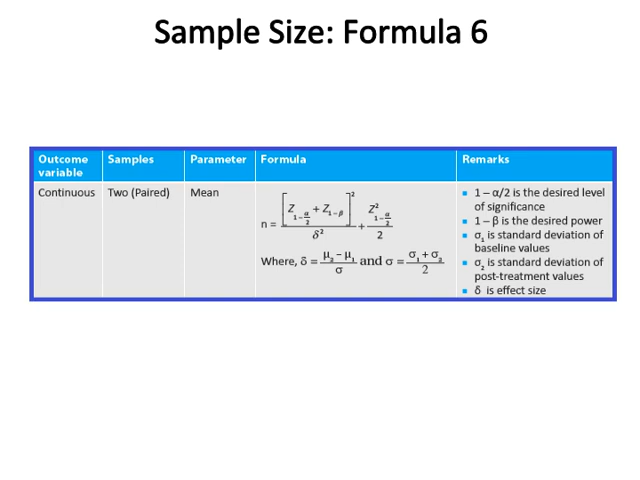 Sample Size: Formula 6
Outcome variable Samples Parameter Formula Remarks
Continuous Two (Paired) Mean
n = [Z₁₋α/₂ + Z₁₋β]² / δ² + Z²₁₋α/₂ / 2
Where, δ = μ₂ − μ₁ / σ and σ = σ₁ + σ₂ / 2
▪ 1 − α/2 is the desired level
of significance
▪ 1 − β is the desired power
▪ σ₁ is standard deviation of
baseline values
▪ σ₂ is standard deviation of
post-treatment values
▪ δ is effect size